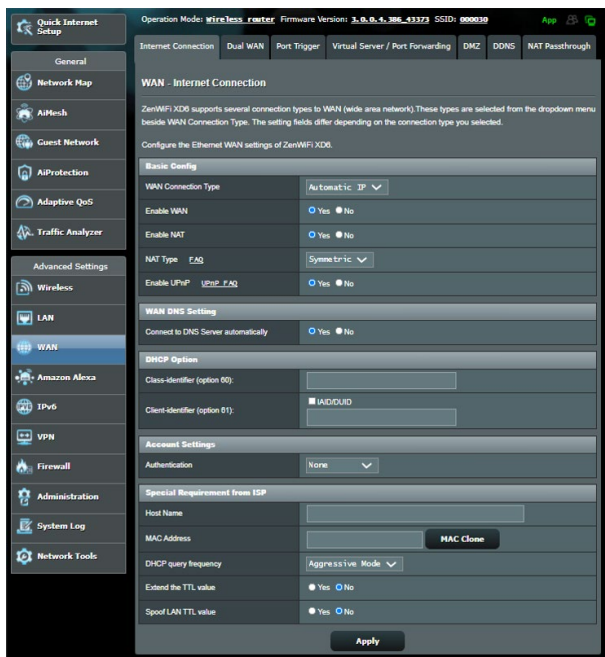 Quick Internet
Setup
Operation Mode: Wireless router Firmware Version: 3.0.0.4.386_43373 SSID: 000030 App
General
Network Map
AiMesh
Guest Network
AiProtection
Adaptive QoS
Traffic Analyzer
Advanced Settings
Wireless
LAN
WAN
Amazon Alexa
IPv6
VPN
Firewall
Administration
System Log
Network Tools
Internet Connection Dual WAN Port Trigger Virtual Server / Port Forwarding DMZ DDNS NAT Passthrough
WAN - Internet Connection
ZenWiFi XD6 supports several connection types to WAN (wide area network).These types are selected from the dropdown menu
beside WAN Connection Type. The setting fields differ depending on the connection type you selected.
Configure the Ethernet WAN settings of ZenWiFi XD6.
Basic Config
WAN Connection Type Automatic IP
Enable WAN Yes No
Enable NAT Yes No
NAT Type FAQ Symmetric
Enable UPnP UPnP FAQ Yes No
WAN DNS Setting
Connect to DNS Server automatically Yes No
DHCP Option
Class-identifier (option 60):
Client-identifier (option 61): IAID/DUID
Account Settings
Authentication None
Special Requirement from ISP
Host Name
MAC Address MAC Clone
DHCP query frequency Aggressive Mode
Extend the TTL value Yes No
Spoof LAN TTL value Yes No
Apply